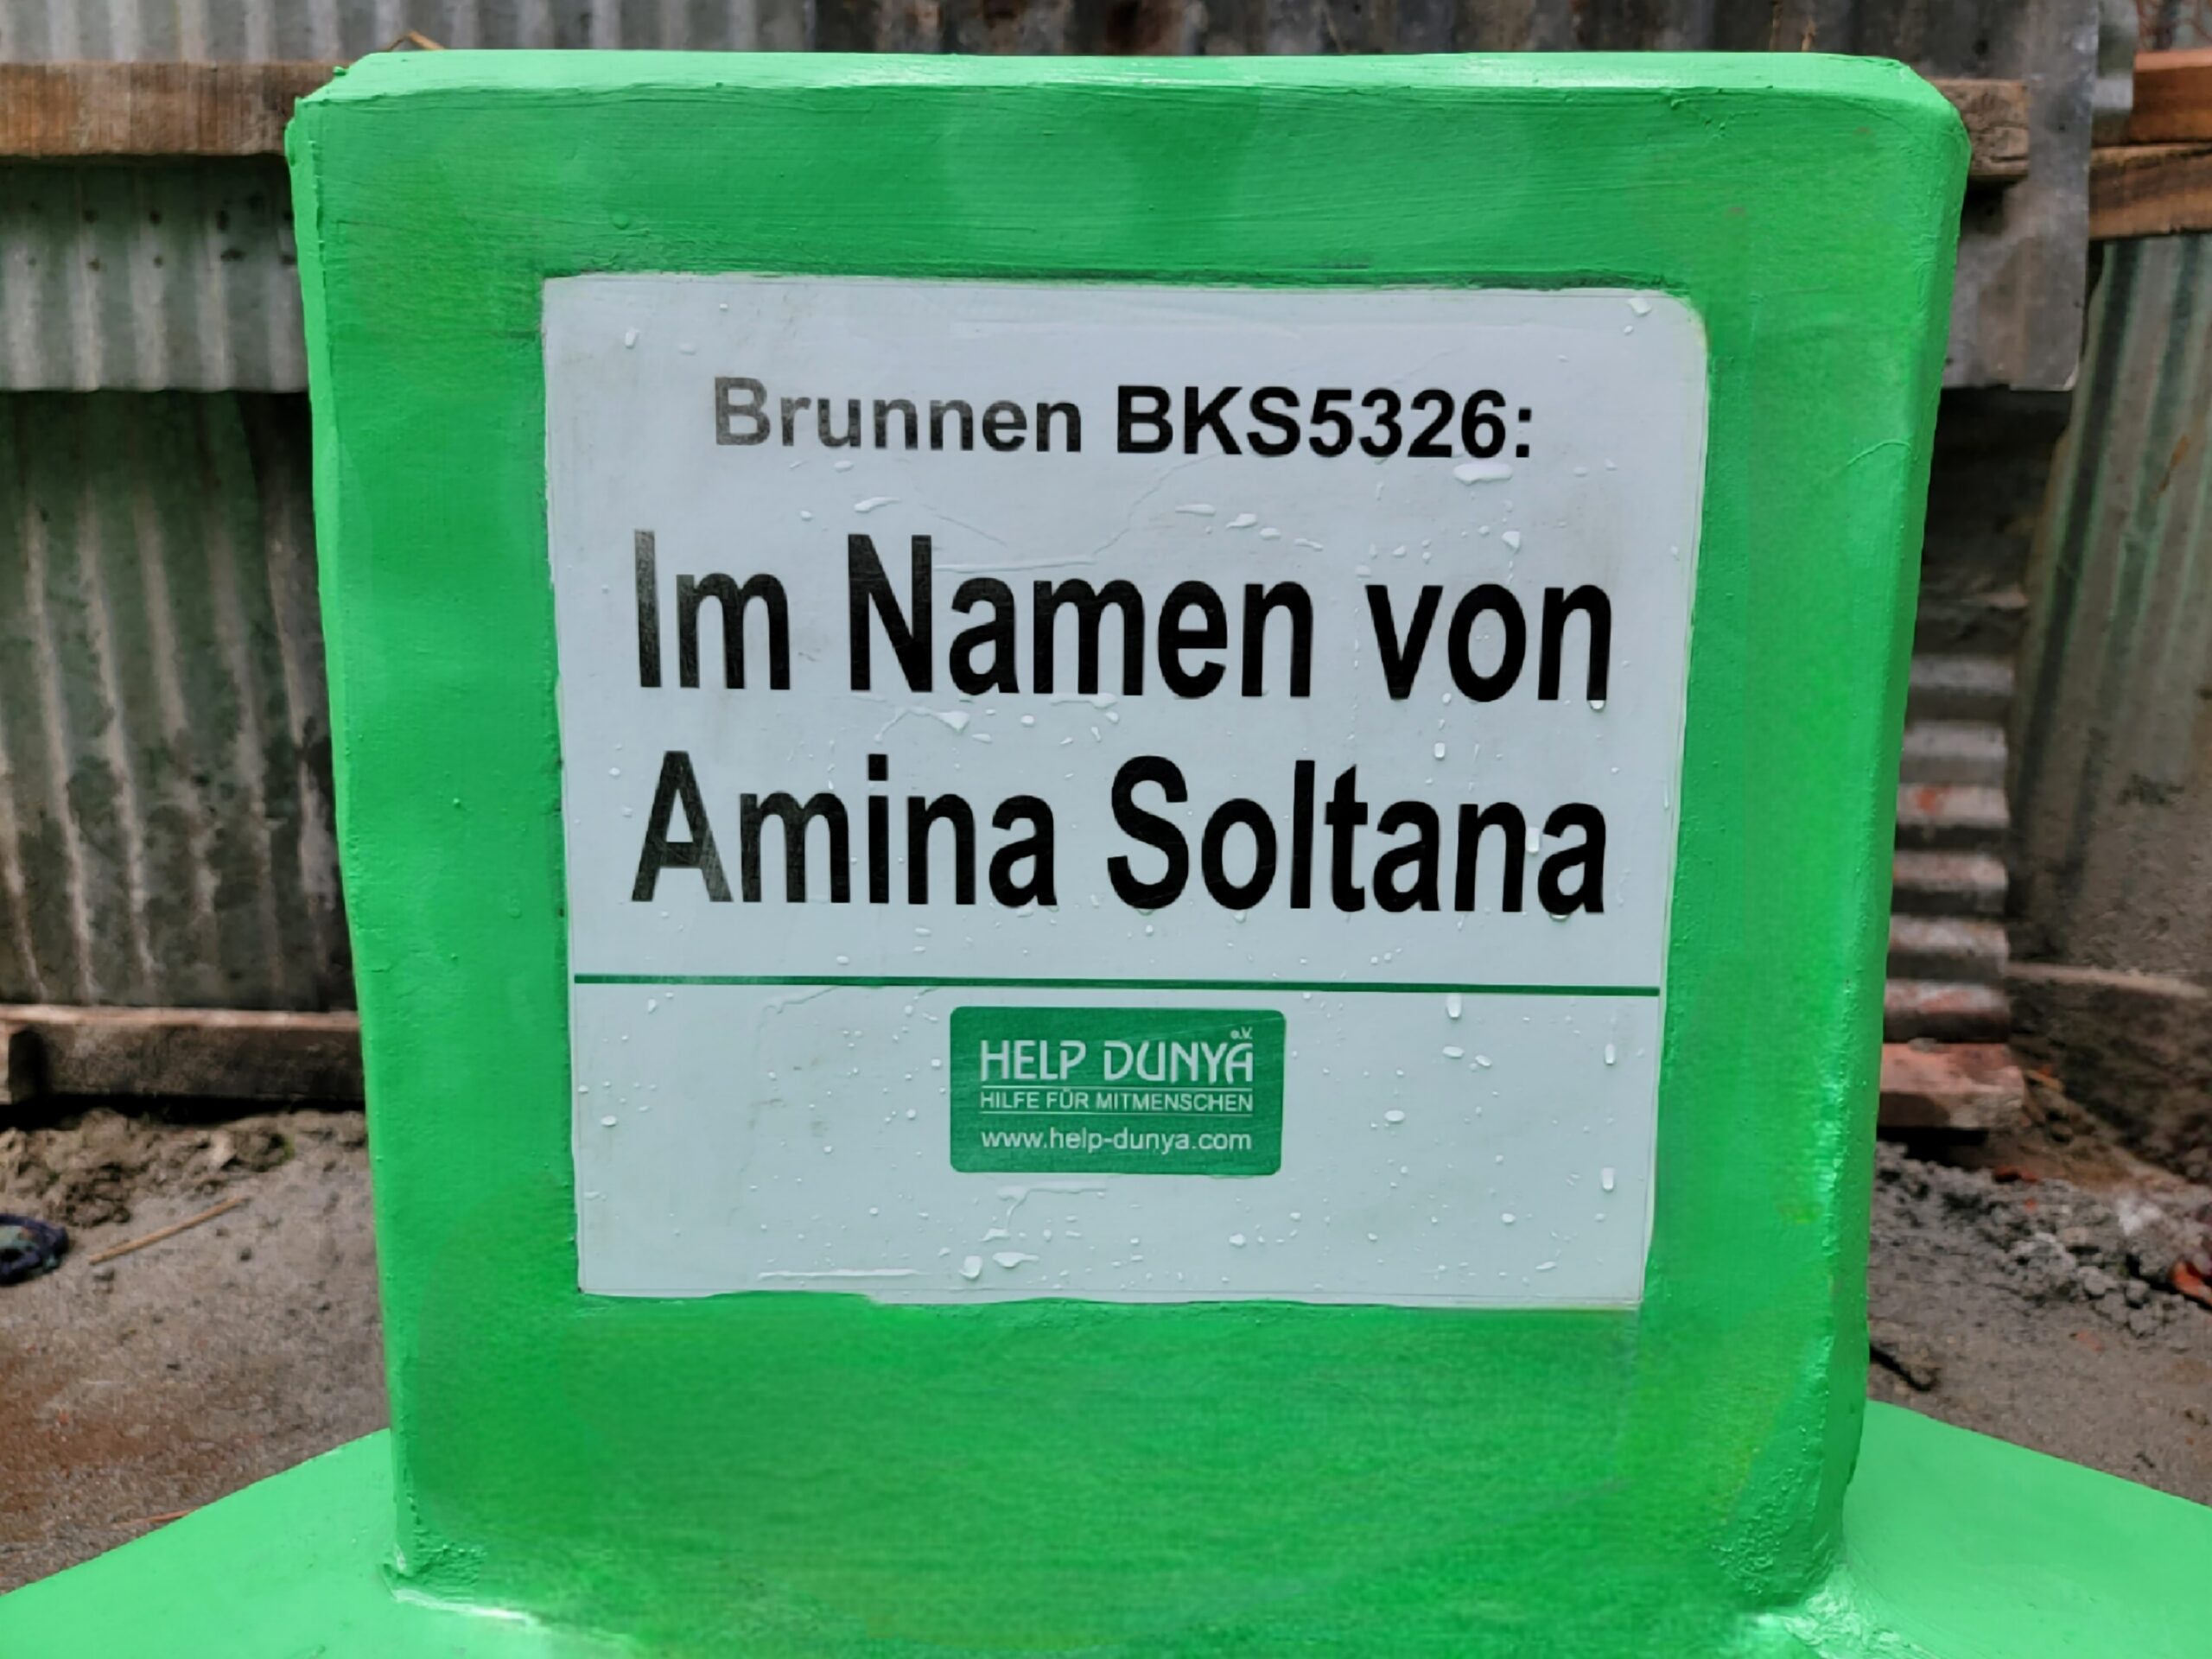 Brunnen BKS5326:
Im Namen von
Amina Soltana
HELP DUNYA e.V.
HILFE FÜR MITMENSCHEN
www.help-dunya.com